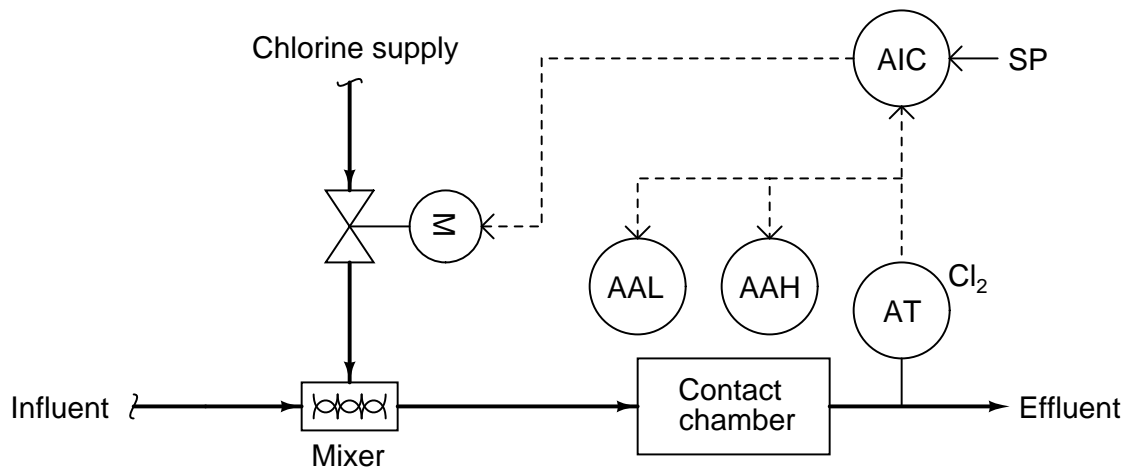 Chlorine supply
AIC
SP
M
AAL
AAH
AT
Cl2
Influent
Mixer
Contact
chamber
Effluent